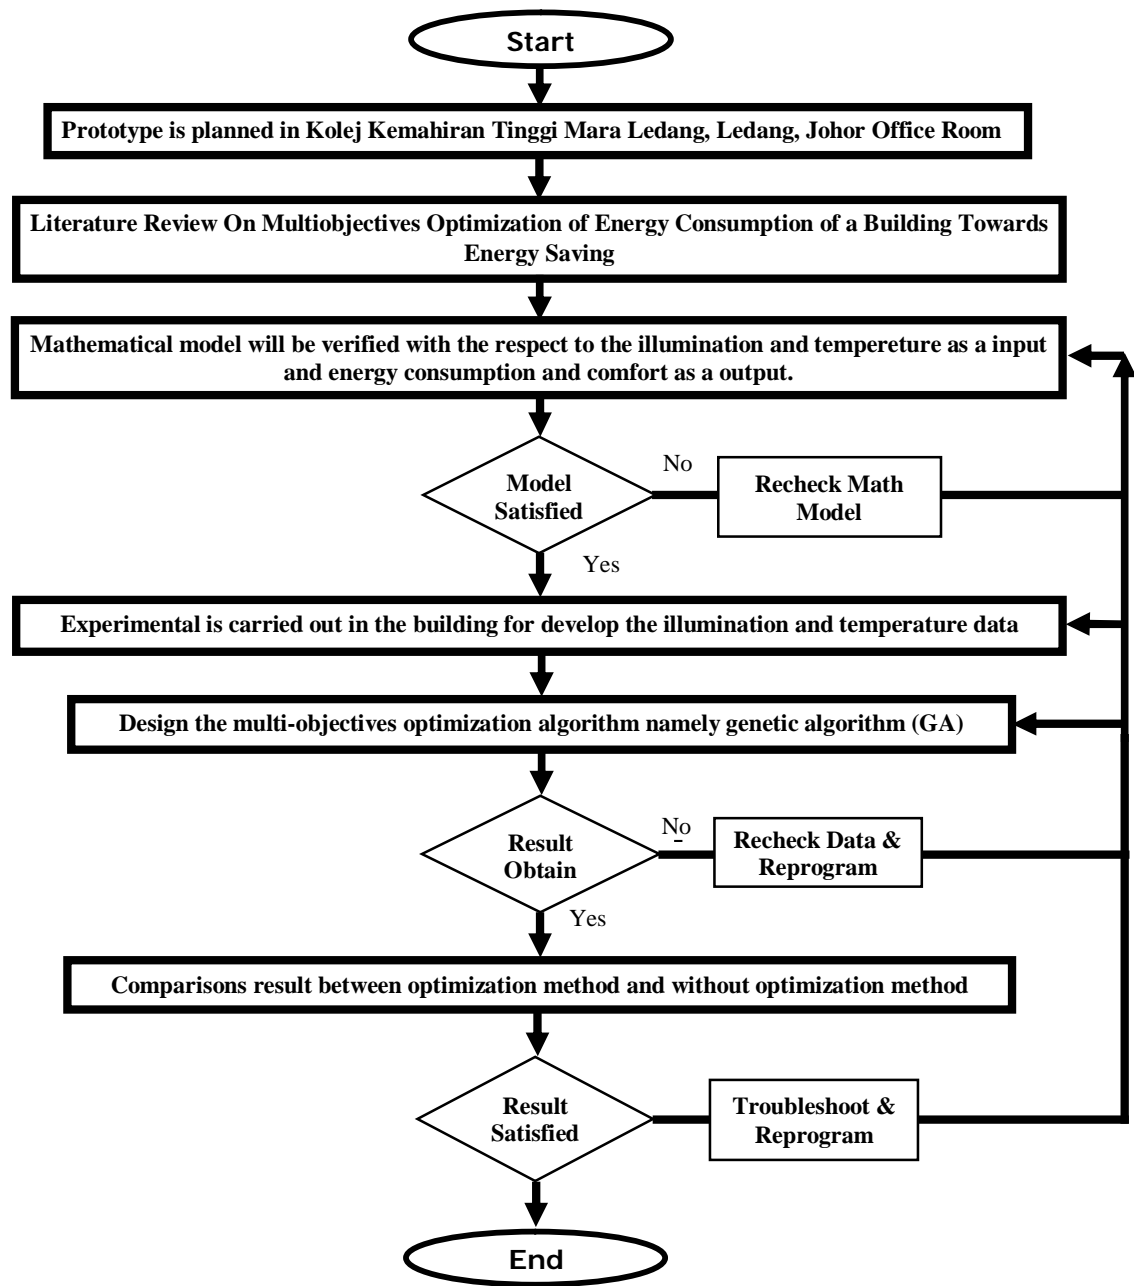 Start
Prototype is planned in Kolej Kemahiran Tinggi Mara Ledang, Ledang, Johor Office Room
Literature Review On Multiobjectives Optimization of Energy Consumption of a Building Towards
Energy Saving
Mathematical model will be verified with the respect to the illumination and tempereture as a input
and energy consumption and comfort as a output.
Model
Satisfied
No
Recheck Math
Model
Yes
Experimental is carried out in the building for develop the illumination and temperature data
Design the multi-objectives optimization algorithm namely genetic algorithm (GA)
Result
Obtain
No
Recheck Data &
Reprogram
Yes
Comparisons result between optimization method and without optimization method
Result
Satisfied
Troubleshoot &
Reprogram
End